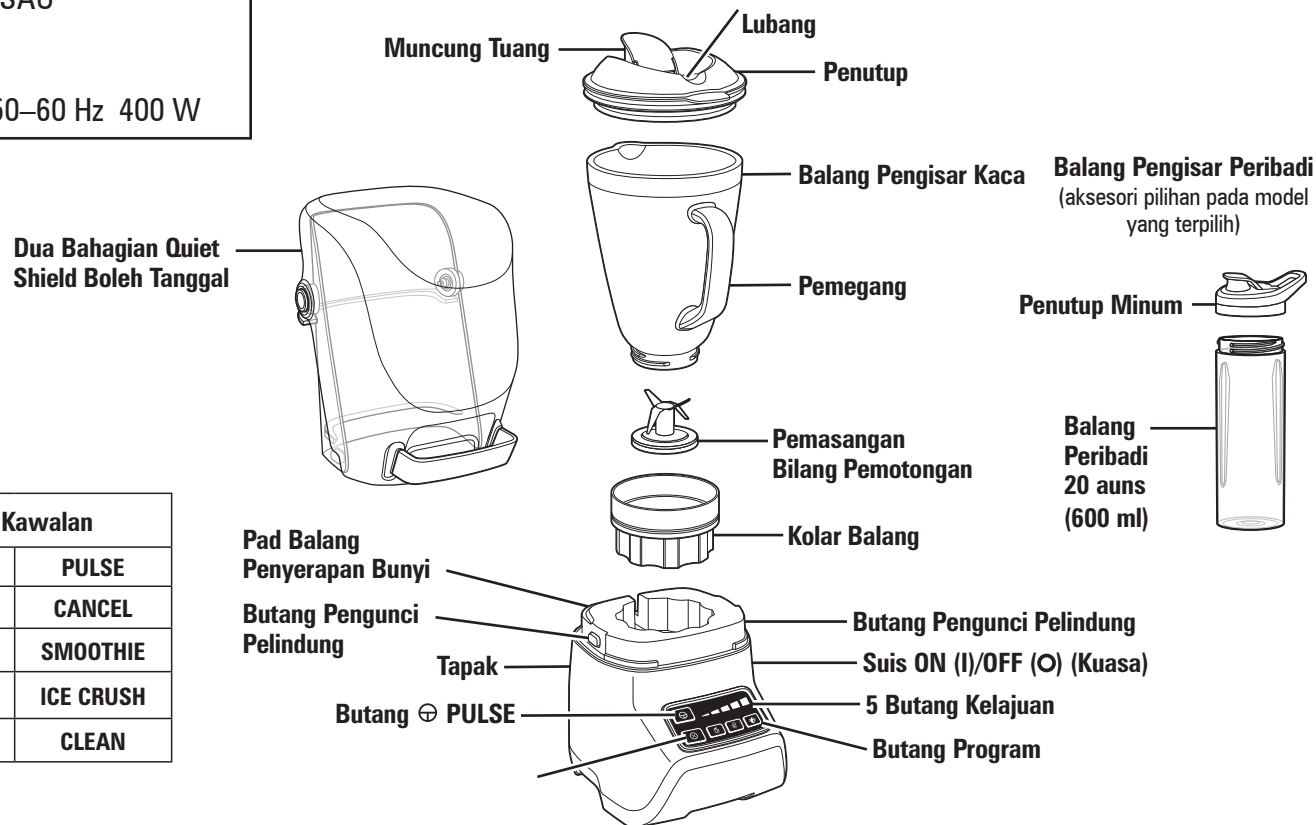 50–60 Hz 400 W
Muncung Tuang
Lubang
Penutup
Balang Pengisar Kaca
Balang Pengisar Peribadi
(aksesori pilihan pada model
yang terpilih)
Dua Bahagian Quiet
Shield Boleh Tanggal
Pemegang
Penutup Minum
Balang
Peribadi
20 auns
(600 ml)
Pemasangan
Bilang Pemotongan
Kolar Balang
Kawalan
PULSE
CANCEL
SMOOTHIE
ICE CRUSH
CLEAN
Pad Balang
Penyerapan Bunyi
Butang Pengunci
Pelindung
Tapak
Butang ⊖ PULSE
Butang Pengunci Pelindung
Suis ON (I)/OFF (O) (Kuasa)
5 Butang Kelajuan
Butang Program